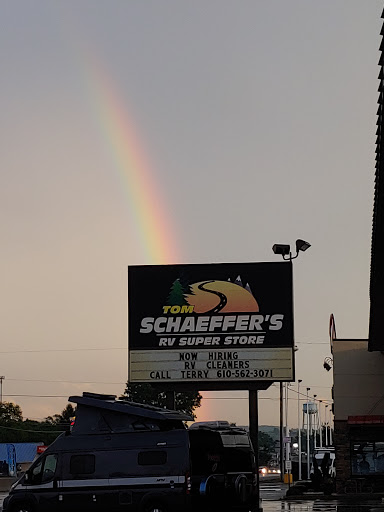 TOM
SCHAEFFER'S
RV SUPER STORE
NOW HIRING
RV CLEANERS
CALL TERRY 610-562-3071